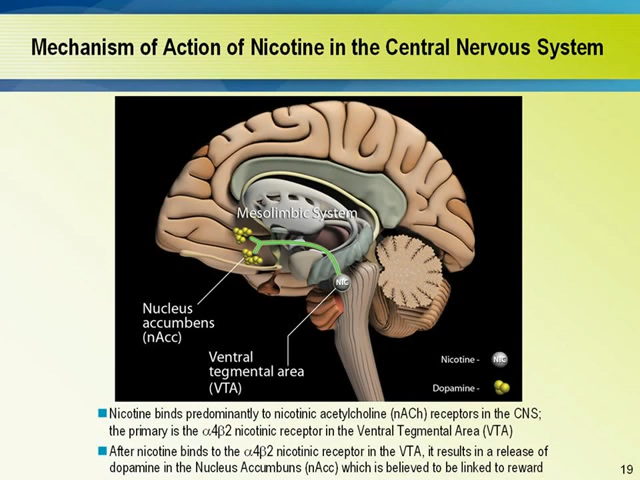 Mechanism of Action of Nicotine in the Central Nervous System
Mesolimbic System
NIC
Nucleus
accumbens
(nAcc)
Ventral
tegmental area
(VTA)
Nicotine - NIC
Dopamine -
Nicotine binds predominantly to nicotinic acetylcholine (nACh) receptors in the CNS;
the primary is the α4β2 nicotinic receptor in the Ventral Tegmental Area (VTA)
After nicotine binds to the α4β2 nicotinic receptor in the VTA, it results in a release of
dopamine in the Nucleus Accumbuns (nAcc) which is believed to be linked to reward
19